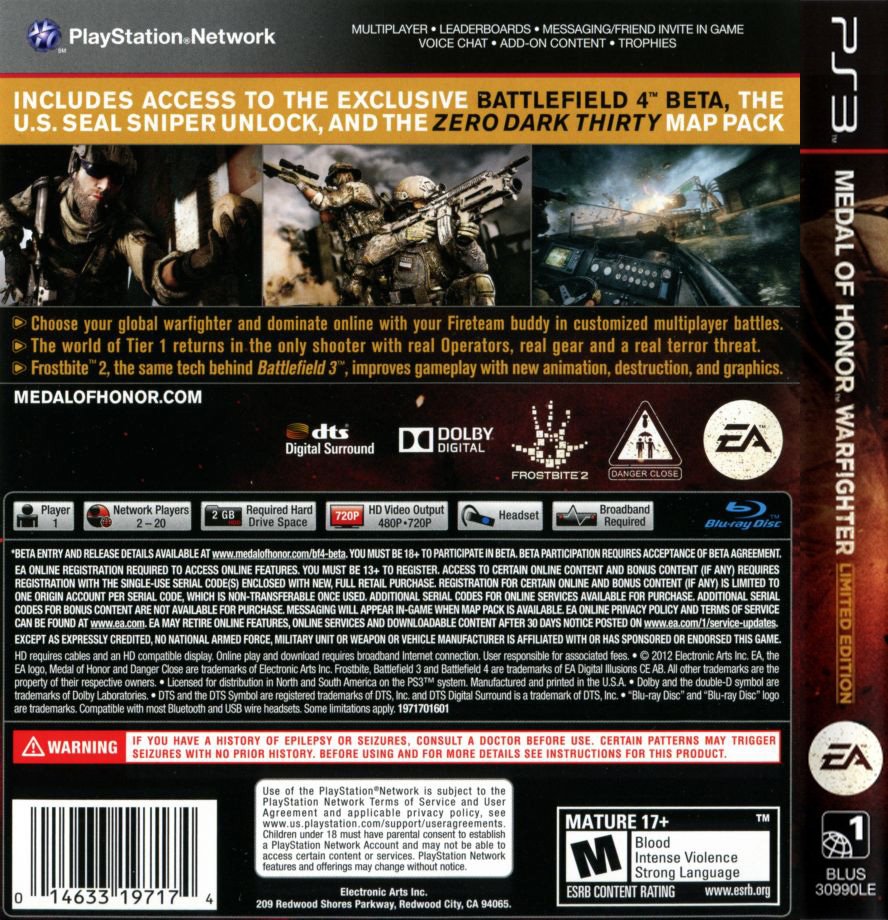 PlayStation®Network
SM
MULTIPLAYER • LEADERBOARDS • MESSAGING/FRIEND INVITE IN GAME
VOICE CHAT • ADD-ON CONTENT • TROPHIES
INCLUDES ACCESS TO THE EXCLUSIVE BATTLEFIELD 4™ BETA, THE
U.S. SEAL SNIPER UNLOCK, AND THE ZERO DARK THIRTY MAP PACK
Choose your global warfighter and dominate online with your Fireteam buddy in customized multiplayer battles.
The world of Tier 1 returns in the only shooter with real Operators, real gear and a real terror threat.
Frostbite™ 2, the same tech behind Battlefield 3™, improves gameplay with new animation, destruction, and graphics.
MEDALOFHONOR.COM
dts
Digital Surround
DOLBY
DIGITAL
FROSTBITE™ 2
DANGER CLOSE
EA
Player
1
Network Players
2 – 20
2 GB
HDD
Required Hard
Drive Space
720P
HD Video Output
480P•720P
Headset
Broadband
Required
Blu-ray Disc
*BETA ENTRY AND RELEASE DETAILS AVAILABLE AT www.medalofhonor.com/bf4-beta. YOU MUST BE 18+ TO PARTICIPATE IN BETA. BETA PARTICIPATION REQUIRES ACCEPTANCE OF BETA AGREEMENT.
EA ONLINE REGISTRATION REQUIRED TO ACCESS ONLINE FEATURES. YOU MUST BE 13+ TO REGISTER. ACCESS TO CERTAIN ONLINE CONTENT AND BONUS CONTENT (IF ANY) REQUIRES
REGISTRATION WITH THE SINGLE-USE SERIAL CODE(S) ENCLOSED WITH NEW, FULL RETAIL PURCHASE. REGISTRATION FOR CERTAIN ONLINE AND BONUS CONTENT (IF ANY) IS LIMITED TO
ONE ORIGIN ACCOUNT PER SERIAL CODE, WHICH IS NON-TRANSFERABLE ONCE USED. ADDITIONAL SERIAL CODES FOR ONLINE SERVICES AVAILABLE FOR PURCHASE. ADDITIONAL SERIAL
CODES FOR BONUS CONTENT ARE NOT AVAILABLE FOR PURCHASE. MESSAGING WILL APPEAR IN-GAME WHEN MAP PACK IS AVAILABLE. EA ONLINE PRIVACY POLICY AND TERMS OF SERVICE
CAN BE FOUND AT www.ea.com. EA MAY RETIRE ONLINE FEATURES, ONLINE SERVICES AND DOWNLOADABLE CONTENT AFTER 30 DAYS NOTICE POSTED ON www.ea.com/1/service-updates.
EXCEPT AS EXPRESSLY CREDITED, NO NATIONAL ARMED FORCE, MILITARY UNIT OR WEAPON OR VEHICLE MANUFACTURER IS AFFILIATED WITH OR HAS SPONSORED OR ENDORSED THIS GAME.
HD requires cables and an HD compatible display. Online play and download requires broadband Internet connection. User responsible for associated fees. • © 2012 Electronic Arts Inc. EA, the
EA logo, Medal of Honor and Danger Close are trademarks of Electronic Arts Inc. Frostbite, Battlefield 3 and Battlefield 4 are trademarks of EA Digital Illusions CE AB. All other trademarks are the
property of their respective owners. • Licensed for distribution in North and South America on the PS3™ system. Manufactured and printed in the U.S.A. • Dolby and the double-D symbol are
trademarks of Dolby Laboratories. • DTS and the DTS Symbol are registered trademarks of DTS, Inc. and DTS Digital Surround is a trademark of DTS, Inc. • “Blu-ray Disc” and “Blu-ray Disc” logo
are trademarks. Compatible with most Bluetooth and USB wire headsets. Some limitations apply. 1971701601
WARNING
IF YOU HAVE A HISTORY OF EPILEPSY OR SEIZURES, CONSULT A DOCTOR BEFORE USE. CERTAIN PATTERNS MAY TRIGGER
SEIZURES WITH NO PRIOR HISTORY. BEFORE USING AND FOR MORE DETAILS SEE INSTRUCTIONS FOR THIS PRODUCT.
0 14633 19717 4
Use of the PlayStation®Network is subject to the
PlayStation Network Terms of Service and User
Agreement and applicable privacy policy, see
www.us.playstation.com/support/useragreements.
Children under 18 must have parental consent to establish
a PlayStation Network Account and may not be able to
access certain content or services. PlayStation Network
features and offerings may change without notice.
Electronic Arts Inc.
209 Redwood Shores Parkway, Redwood City, CA 94065.
MATURE 17+ ™
M
Blood
Intense Violence
Strong Language
ESRB CONTENT RATING www.esrb.org
PS3™
MEDAL OF HONOR™ WARFIGHTER LIMITED EDITION
EA™
1
BLUS
30990LE